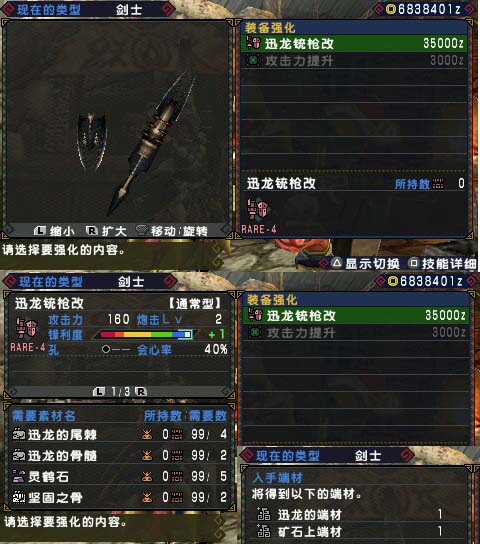 现在的类型 剑士
6838401z
装备强化
迅龙铳枪改 35000z
攻击力提升 3000z
迅龙铳枪改 所持数 0
RARE-4
L 缩小 R 扩大 移动:旋转
请选择要强化的内容。
△显示切换 □技能详细
现在的类型 剑士
6838401z
迅龙铳枪改 【通常型】
攻击力 160 炮击Lv 2
锋利度 +1
RARE-4 孔 ○-- 会心率 40%
L 1/3 R
装备强化
迅龙铳枪改 35000z
攻击力提升 3000z
需要素材名 所持数/需要数
迅龙的尾棘 0 99/ 4
迅龙的骨髓 0 99/ 2
灵鹤石 0 99/ 5
坚固之骨 0 99/ 2
请选择要强化的内容。
现在的类型 剑士
入手端材
将得到以下的端材。
迅龙的端材 1
矿石上端材 1